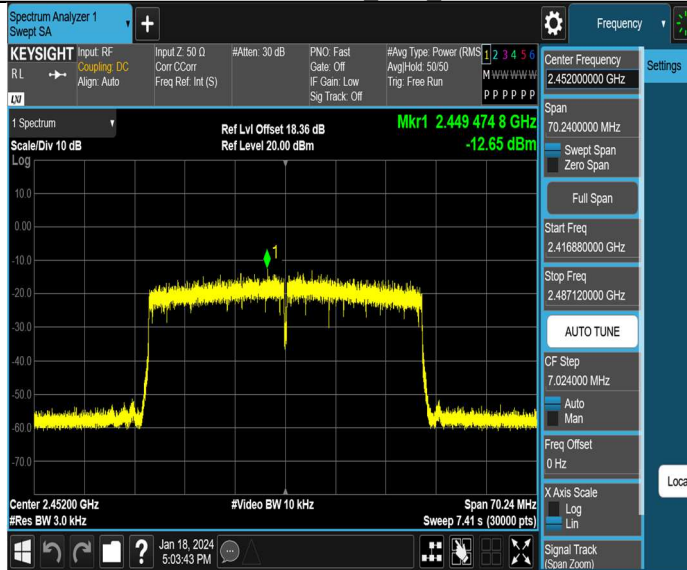 Spectrum Analyzer 1
Swept SA
Frequency
KEYSIGHT
RL
LXI
Input: RF
Coupling: DC
Align: Auto
Input Z: 50 Ω
Corr CCorr
Freq Ref: Int (S)
#Atten: 30 dB
PNO: Fast
Gate: Off
IF Gain: Low
Sig Track: Off
#Avg Type: Power (RMS
Avg|Hold: 50/50
Trig: Free Run
1 2 3 4 5 6
M W W W W W
P P P P P P
1 Spectrum
Scale/Div 10 dB
Log
Ref Lvl Offset 18.36 dB
Ref Level 20.00 dBm
Mkr1 2.449 474 8 GHz
-12.65 dBm
10.0
0.00
-10.0
-20.0
-30.0
-40.0
-50.0
-60.0
-70.0
1
Center 2.45200 GHz
#Res BW 3.0 kHz
#Video BW 10 kHz
Span 70.24 MHz
Sweep 7.41 s (30000 pts)
?
Jan 18, 2024
5:03:43 PM
Center Frequency
2.452000000 GHz
Settings
Span
70.2400000 MHz
Swept Span
Zero Span
Full Span
Start Freq
2.416880000 GHz
Stop Freq
2.487120000 GHz
AUTO TUNE
CF Step
7.024000 MHz
Auto
Man
Freq Offset
0 Hz
X Axis Scale
Log
Lin
Loca
Signal Track
(Span Zoom)